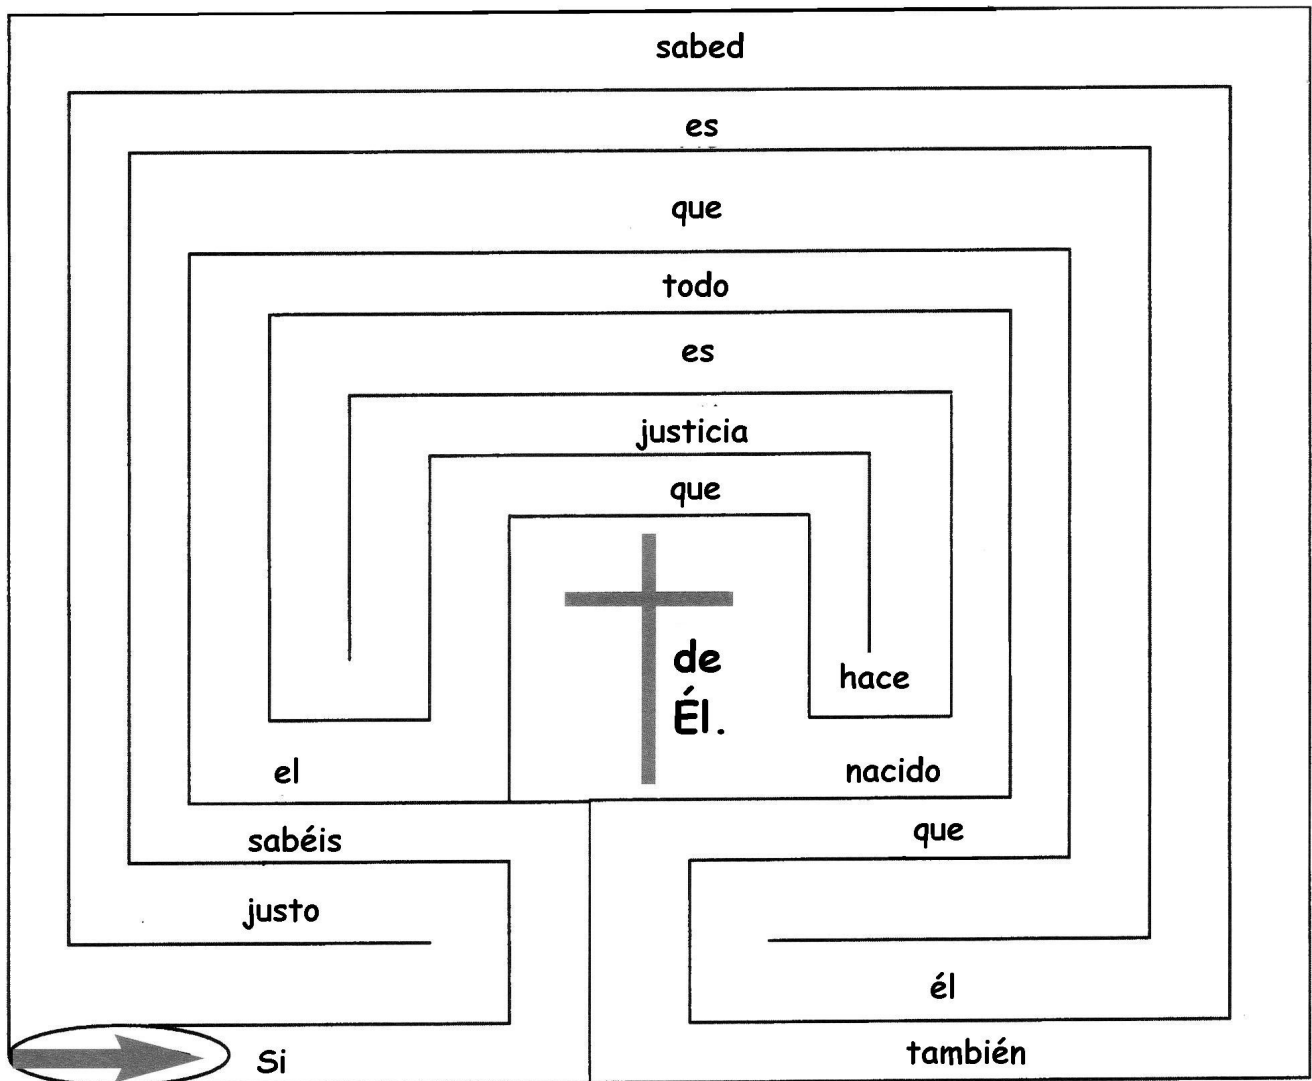 sabed
es
que
todo
es
justicia
que
de
Él.
hace
el
nacido
sabéis
que
justo
él
Si
también